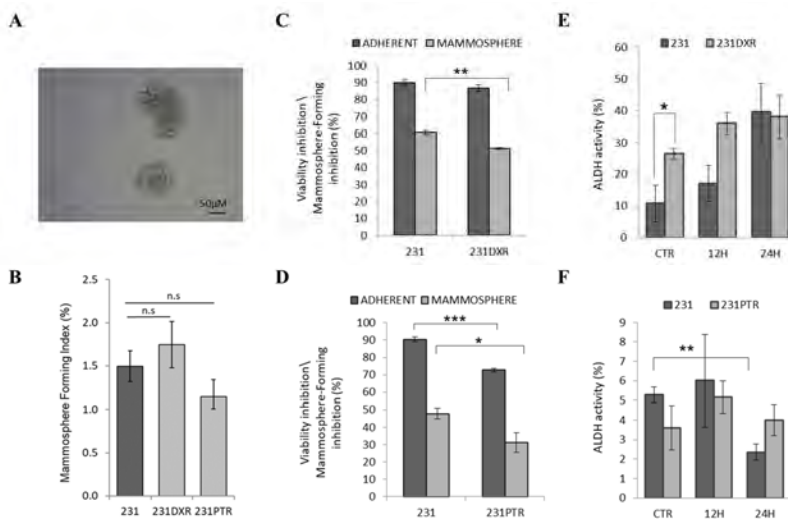 A
50µM
B
Mammosphere Forming Index (%)
2.5
2.0
1.5
1.0
0.5
0.0
n.s
n.s
231 231DXR 231PTR
C
ADHERENT MAMMOSPHERE
Viability inhibition\
Mammosphere-Forming
inhibition (%)
100
90
80
70
60
50
40
30
20
10
0
**
231 231DXR
D
ADHERENT MAMMOSPHERE
Viability inhibition\
Mammosphere-Forming
inhibition (%)
100
90
80
70
60
50
40
30
20
10
0
***
*
231 231PTR
E
231 231DXR
ALDH activity (%)
60
50
40
30
20
10
0
*
CTR 12H 24H
F
231 231PTR
ALDH activity (%)
9
8
7
6
5
4
3
2
1
0
**
CTR 12H 24H